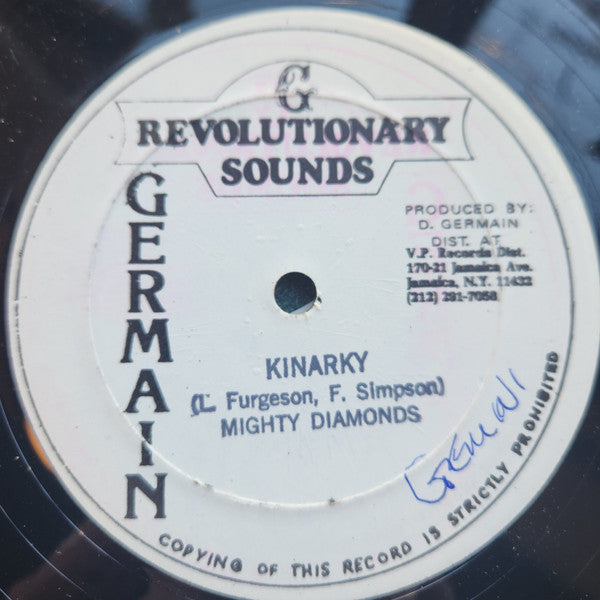 G
REVOLUTIONARY
SOUNDS
GERMAIN
PRODUCED BY:
D. GERMAIN
DIST. AT
V.P. Records Dist.
170-21 Jamaica Ave.
Jamaica, N.Y. 11432
(212) 291-7058
KINARKY
(L. Furgeson, F. Simpson)
MIGHTY DIAMONDS
COPYING OF THIS RECORD IS STRICTLY PROHIBITED